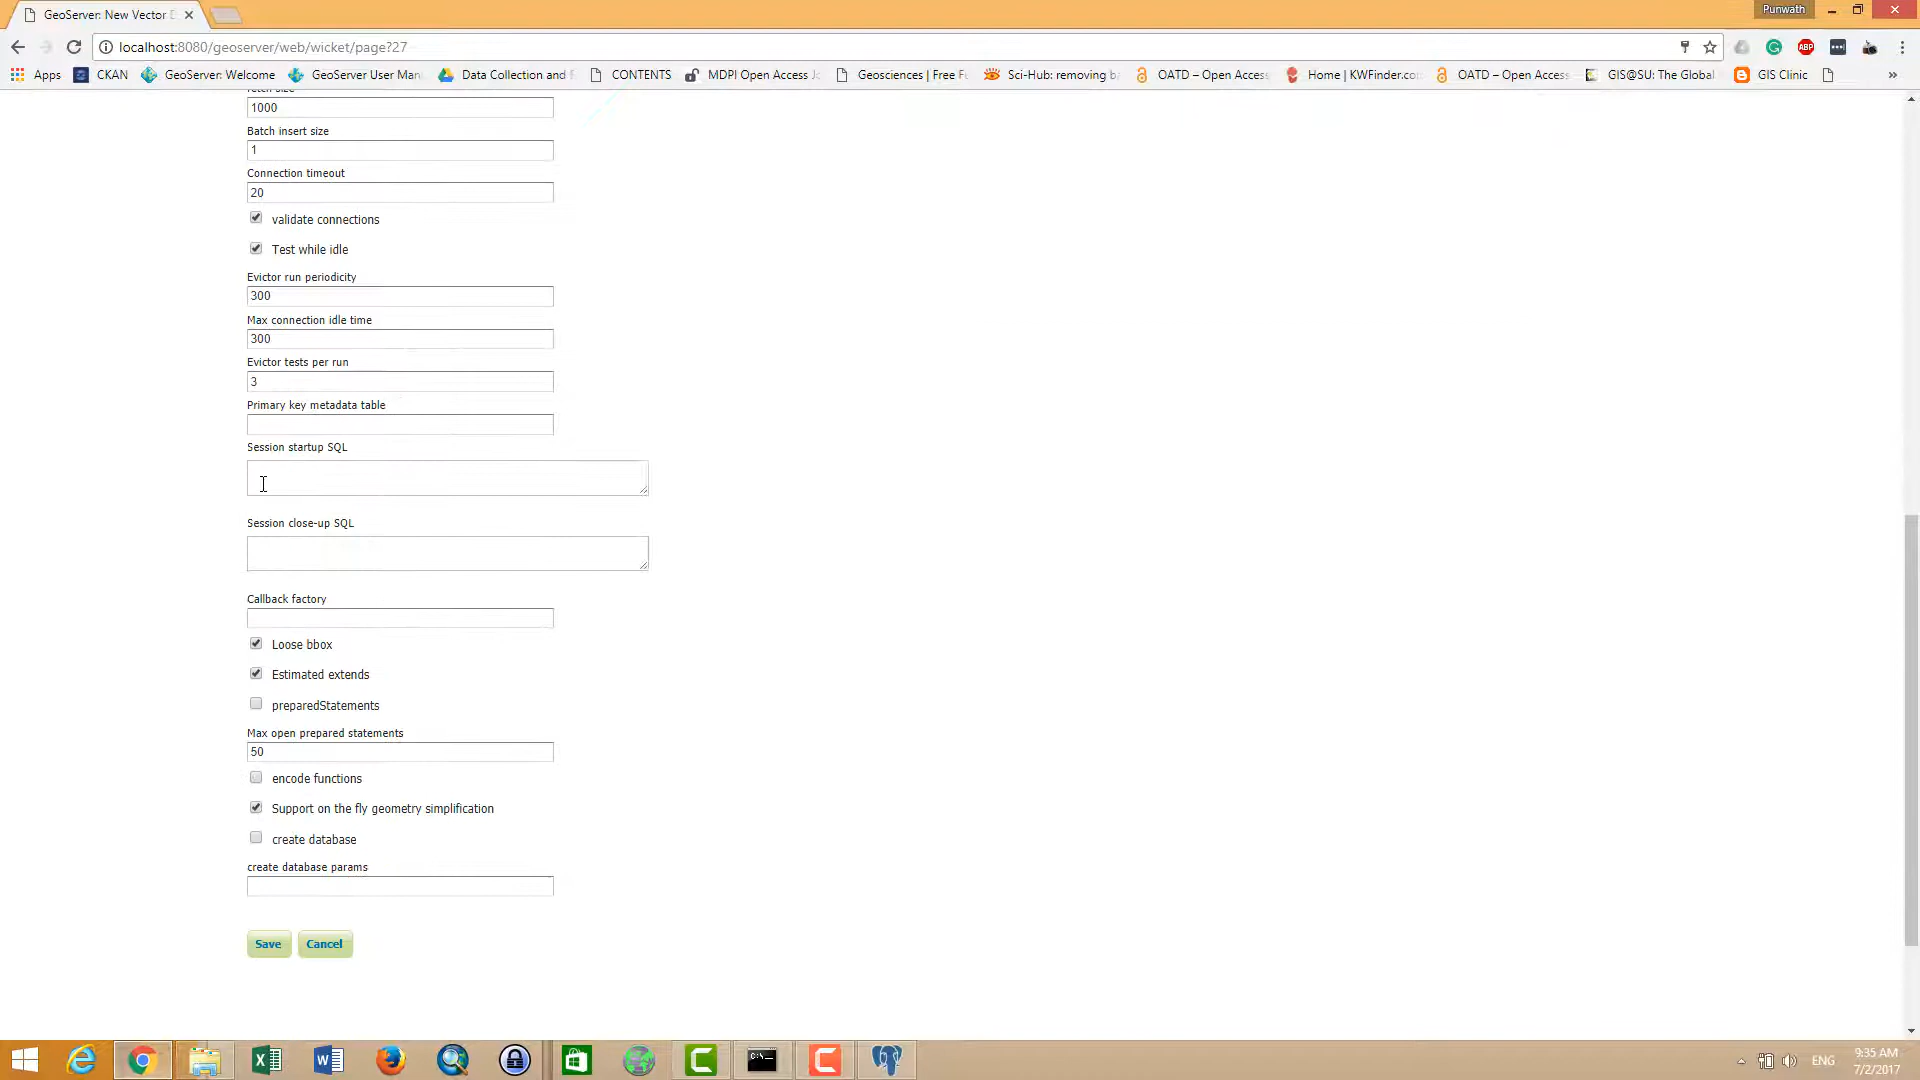 GeoServer: New Vector D
Punwath
localhost:8080/geoserver/web/wicket/page?27
ABP
Apps CKAN GeoServer: Welcome GeoServer User Man Data Collection and F CONTENTS MDPI Open Access Jo Geosciences | Free Fu Sci-Hub: removing ba OATD – Open Access Home | KWFinder.co OATD – Open Access GIS@SU: The Global GIS Clinic »
1000
Batch insert size
1
Connection timeout
20
validate connections
Test while idle
Evictor run periodicity
300
Max connection idle time
300
Evictor tests per run
3
Primary key metadata table
Session startup SQL
Session close-up SQL
Callback factory
Loose bbox
Estimated extends
preparedStatements
Max open prepared statements
50
encode functions
Support on the fly geometry simplification
create database
create database params
Save Cancel
ENG
9:35 AM
7/2/2017